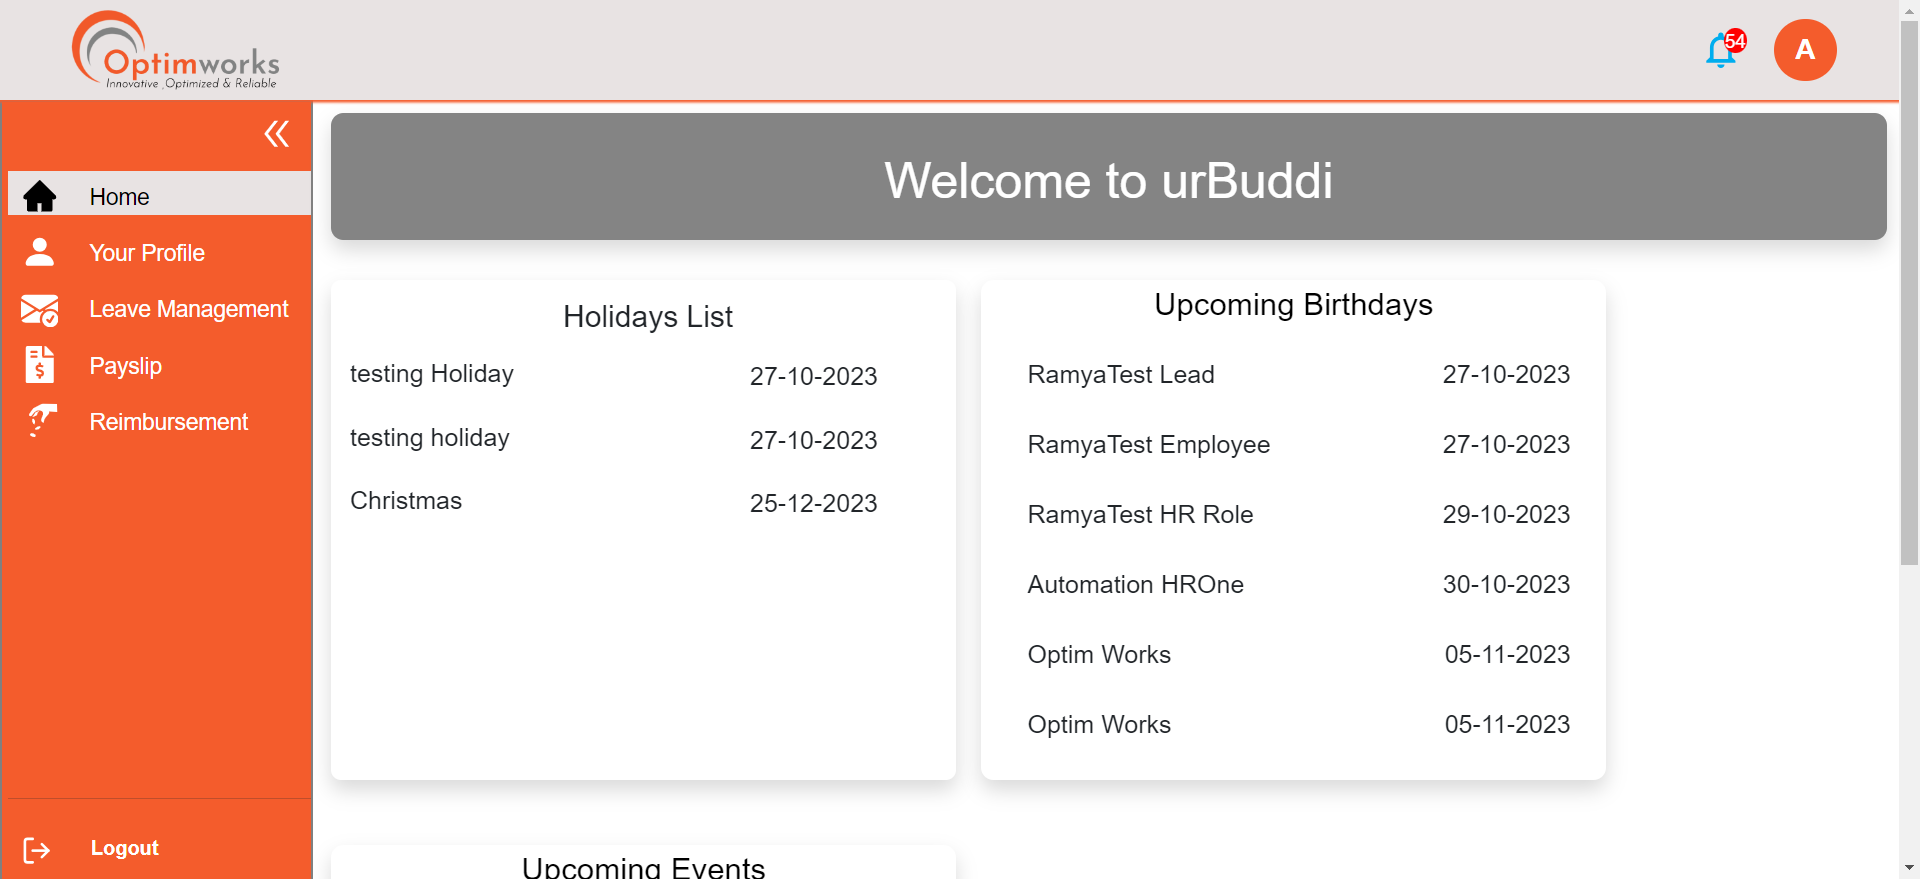 Optimworks
Innovative ,Optimized & Reliable
54
A
Home
Your Profile
Leave Management
Payslip
Reimbursement
Logout
Welcome to urBuddi
Holidays List
testing Holiday 27-10-2023
testing holiday 27-10-2023
Christmas 25-12-2023
Upcoming Birthdays
RamyaTest Lead 27-10-2023
RamyaTest Employee 27-10-2023
RamyaTest HR Role 29-10-2023
Automation HROne 30-10-2023
Optim Works 05-11-2023
Optim Works 05-11-2023
Upcoming Events